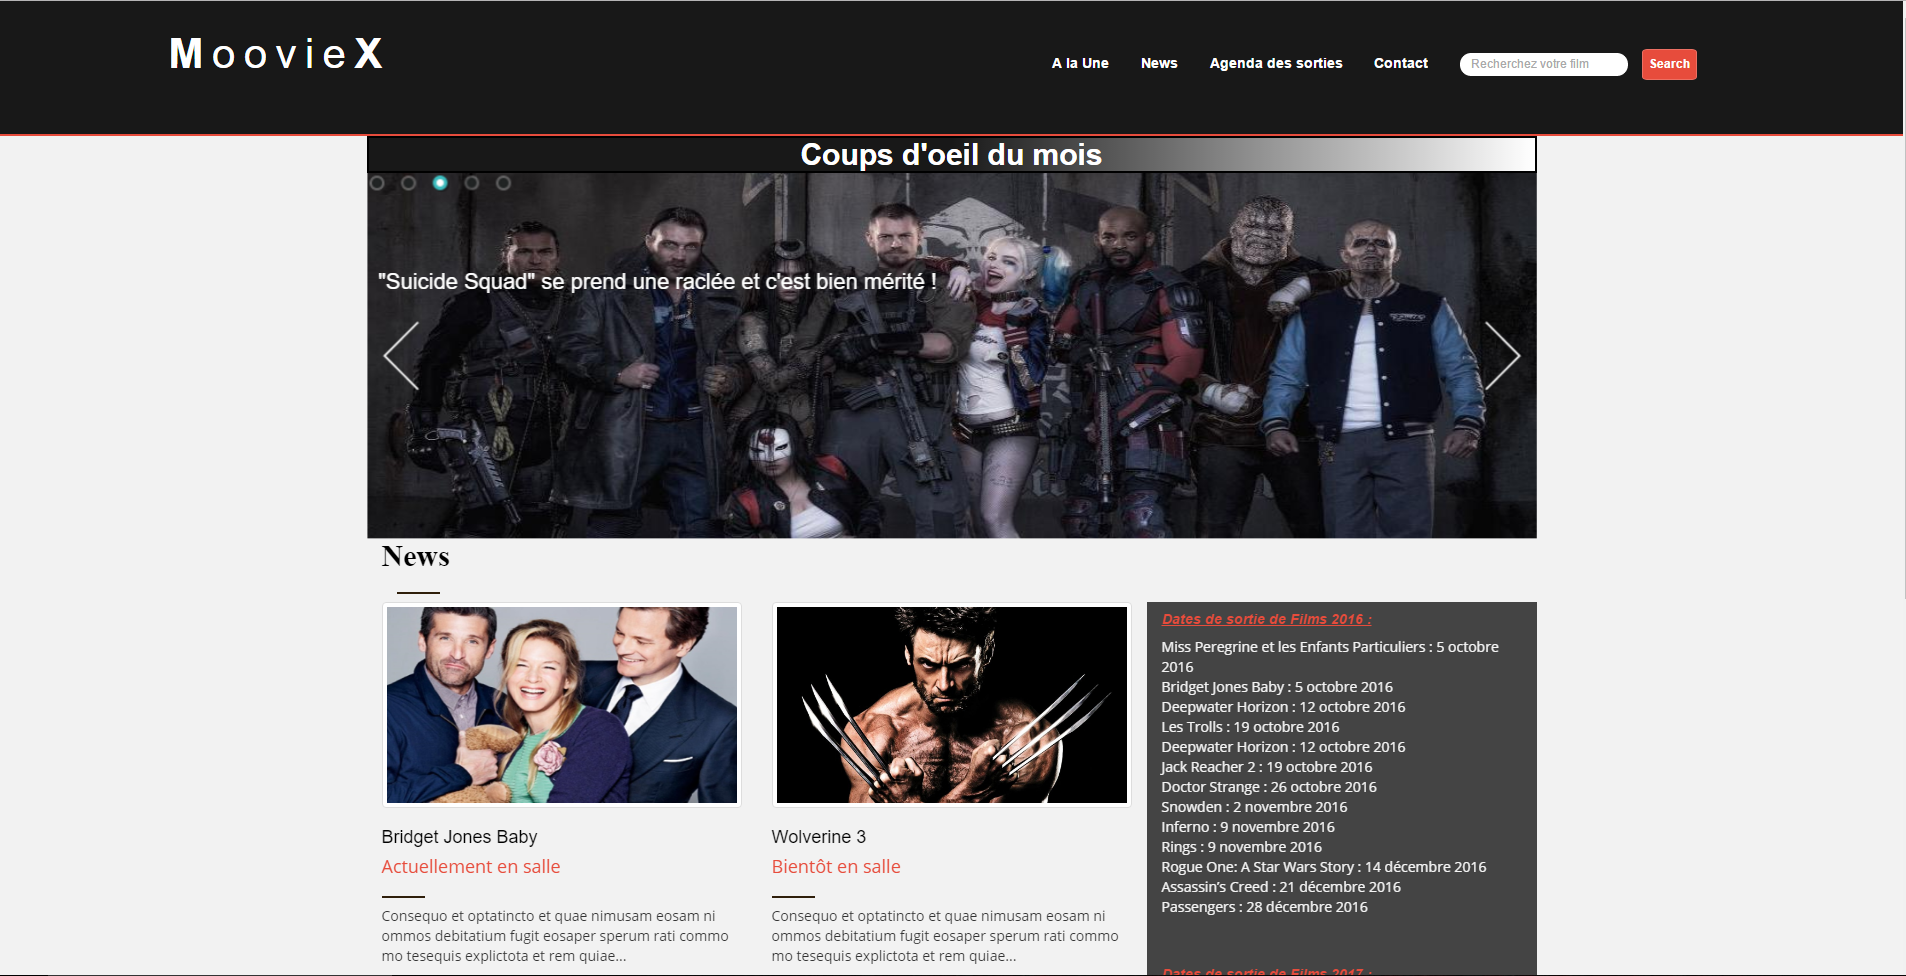 MoovieX
A la Une News Agenda des sorties Contact Recherchez votre film Search
Coups d'oeil du mois
"Suicide Squad" se prend une raclée et c'est bien mérité !
News
Bridget Jones Baby
Actuellement en salle
Consequo et optatincto et quae nimusam eosam ni
ommos debitatium fugit eosaper sperum rati commo
mo tesequis explictota et rem quiae...
Wolverine 3
Bientôt en salle
Consequo et optatincto et quae nimusam eosam ni
ommos debitatium fugit eosaper sperum rati commo
mo tesequis explictota et rem quiae...
Dates de sortie de Films 2016 :
Miss Peregrine et les Enfants Particuliers : 5 octobre
2016
Bridget Jones Baby : 5 octobre 2016
Deepwater Horizon : 12 octobre 2016
Les Trolls : 19 octobre 2016
Deepwater Horizon : 12 octobre 2016
Jack Reacher 2 : 19 octobre 2016
Doctor Strange : 26 octobre 2016
Snowden : 2 novembre 2016
Inferno : 9 novembre 2016
Rings : 9 novembre 2016
Rogue One: A Star Wars Story : 14 décembre 2016
Assassin's Creed : 21 décembre 2016
Passengers : 28 décembre 2016
Dates de sortie de Films 2017 :